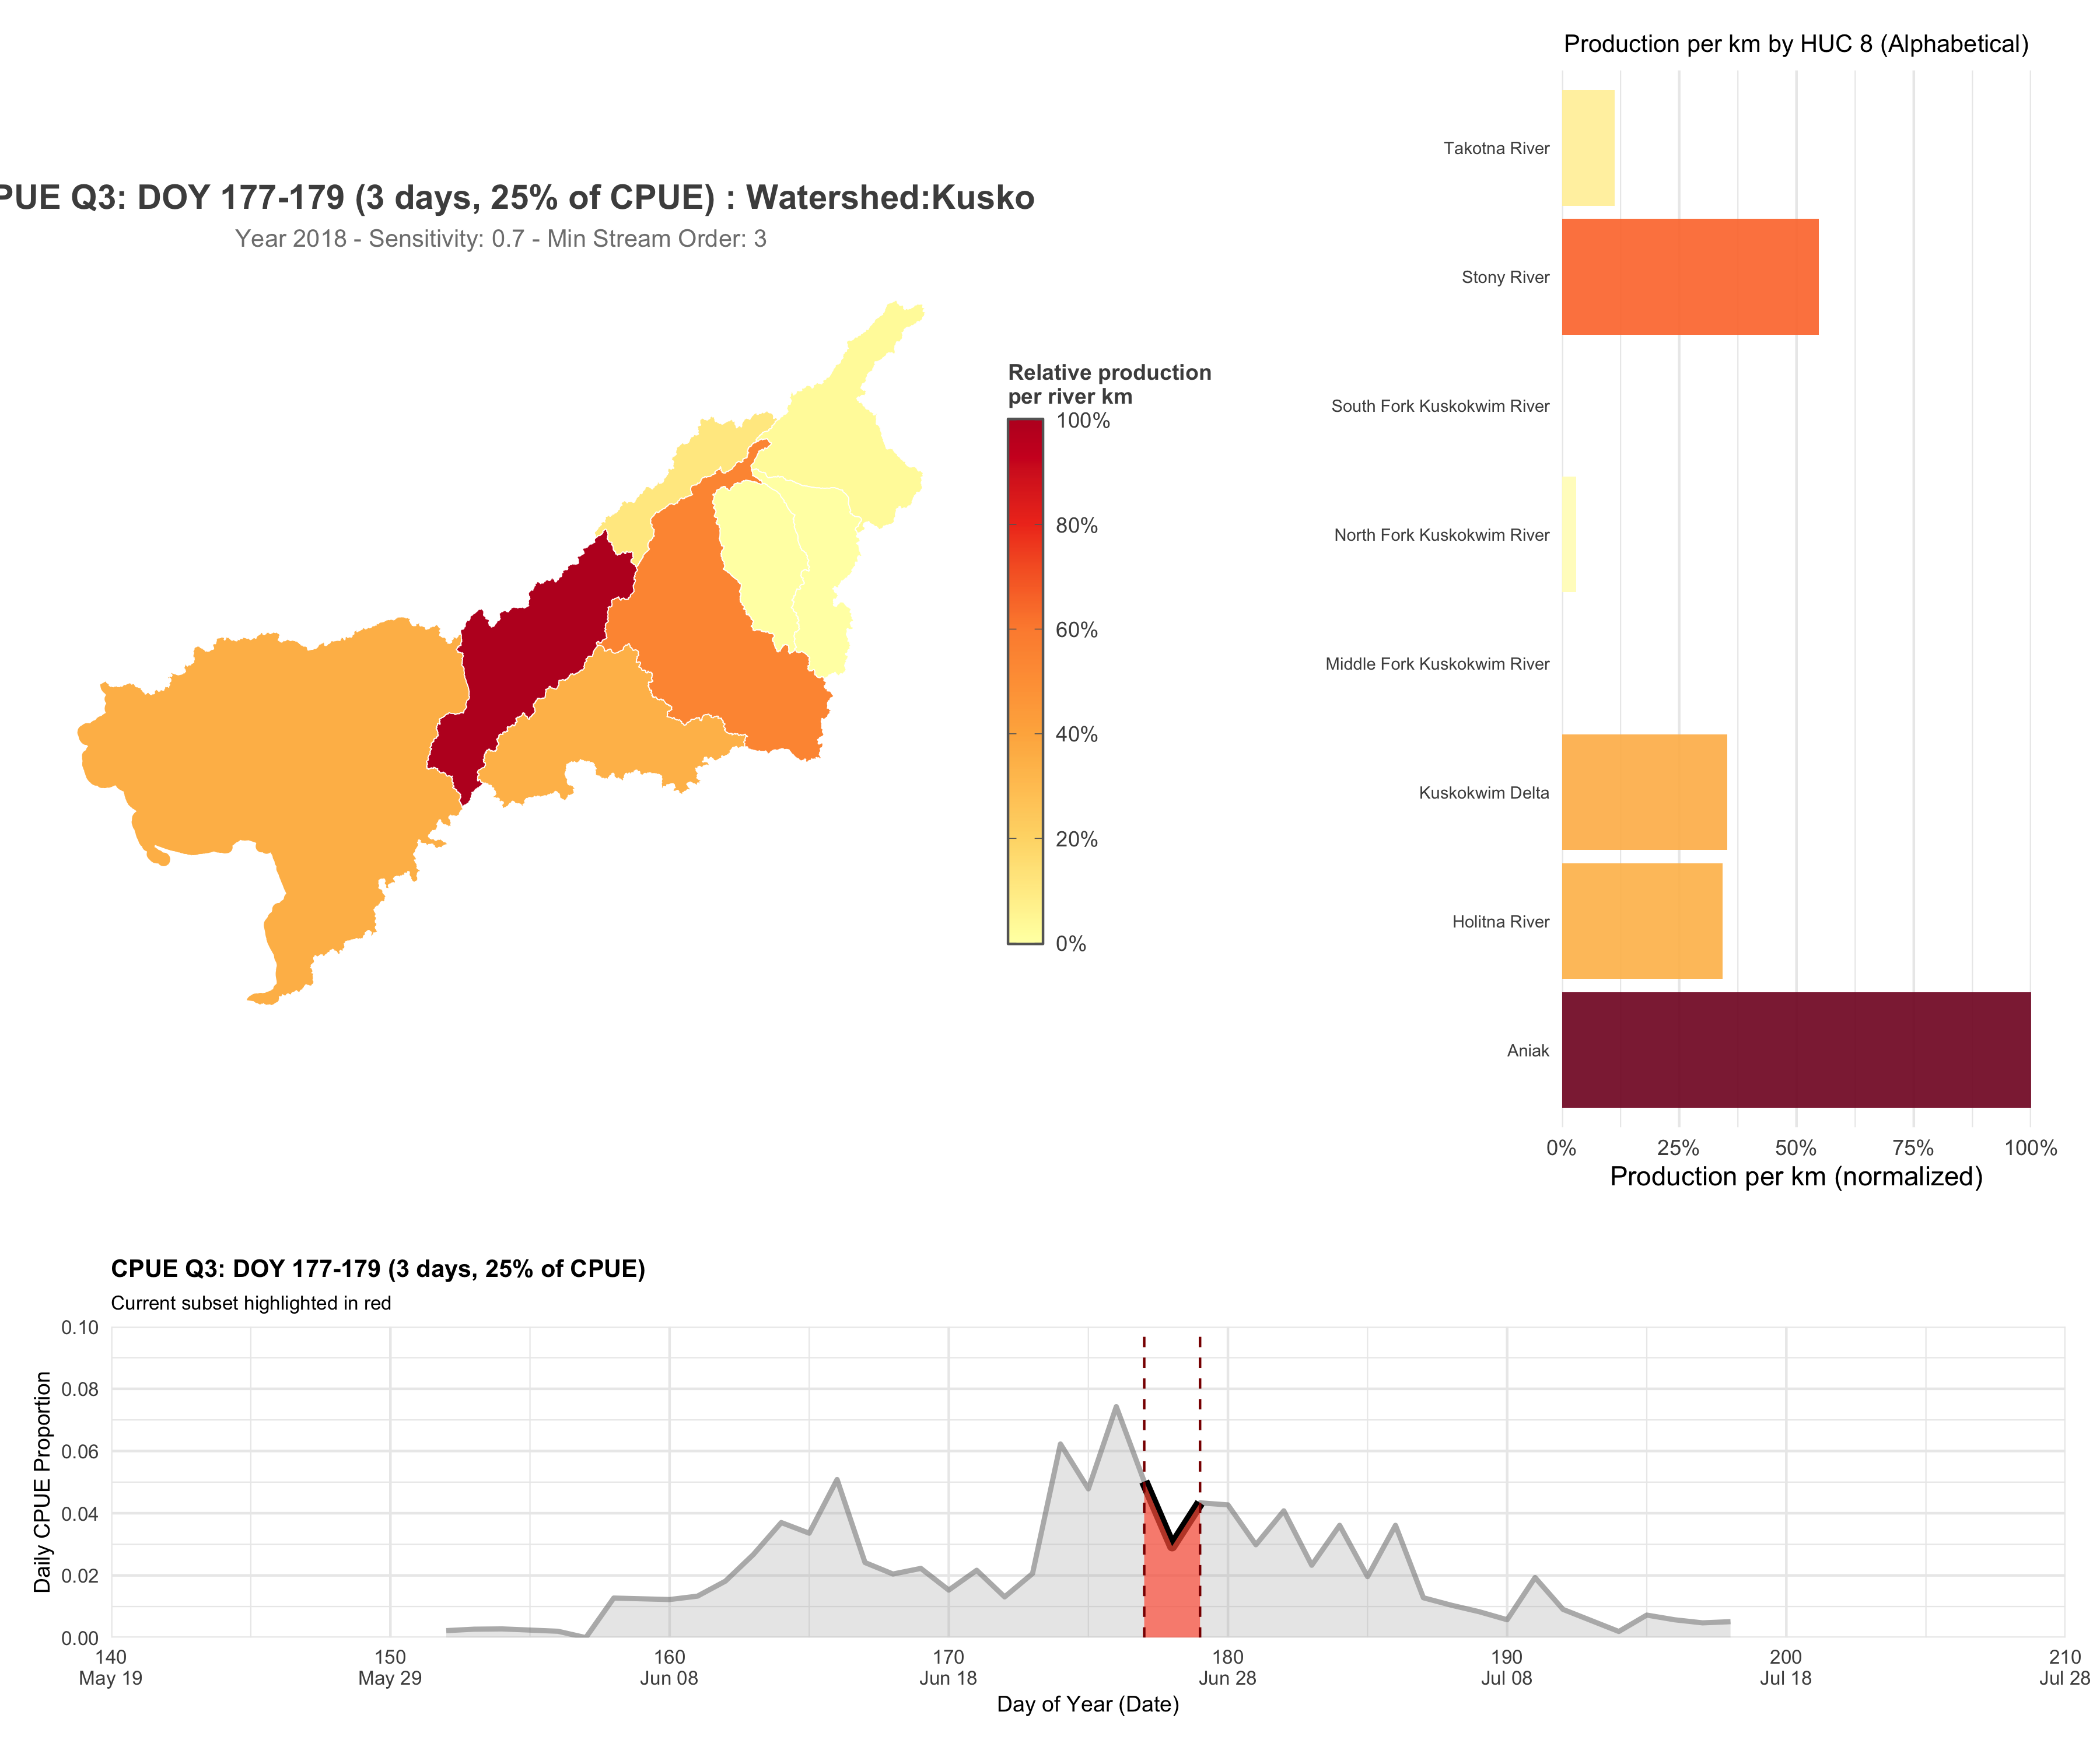 Production per km by HUC 8 (Alphabetical)
Takotna River
Stony River
South Fork Kuskokwim River
North Fork Kuskokwim River
Middle Fork Kuskokwim River
Kuskokwim Delta
Holitna River
Aniak
0% 25% 50% 75% 100%
Production per km (normalized)
PUE Q3: DOY 177-179 (3 days, 25% of CPUE) : Watershed:Kusko
Year 2018 - Sensitivity: 0.7 - Min Stream Order: 3
Relative production
per river km
100%
80%
60%
40%
20%
0%
CPUE Q3: DOY 177-179 (3 days, 25% of CPUE)
Current subset highlighted in red
Daily CPUE Proportion
0.10
0.08
0.06
0.04
0.02
0.00
140 150 160 170 180 190 200 210
May 19 May 29 Jun 08 Jun 18 Jun 28 Jul 08 Jul 18 Jul 28
Day of Year (Date)